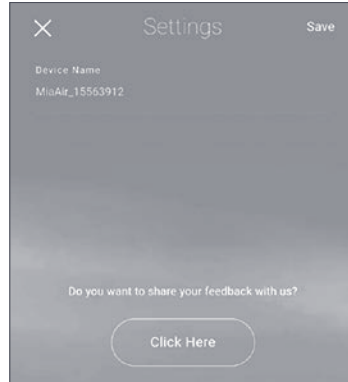 Settings
Save
Device Name
MiaAir_15563912
Do you want to share your feedback with us?
Click Here